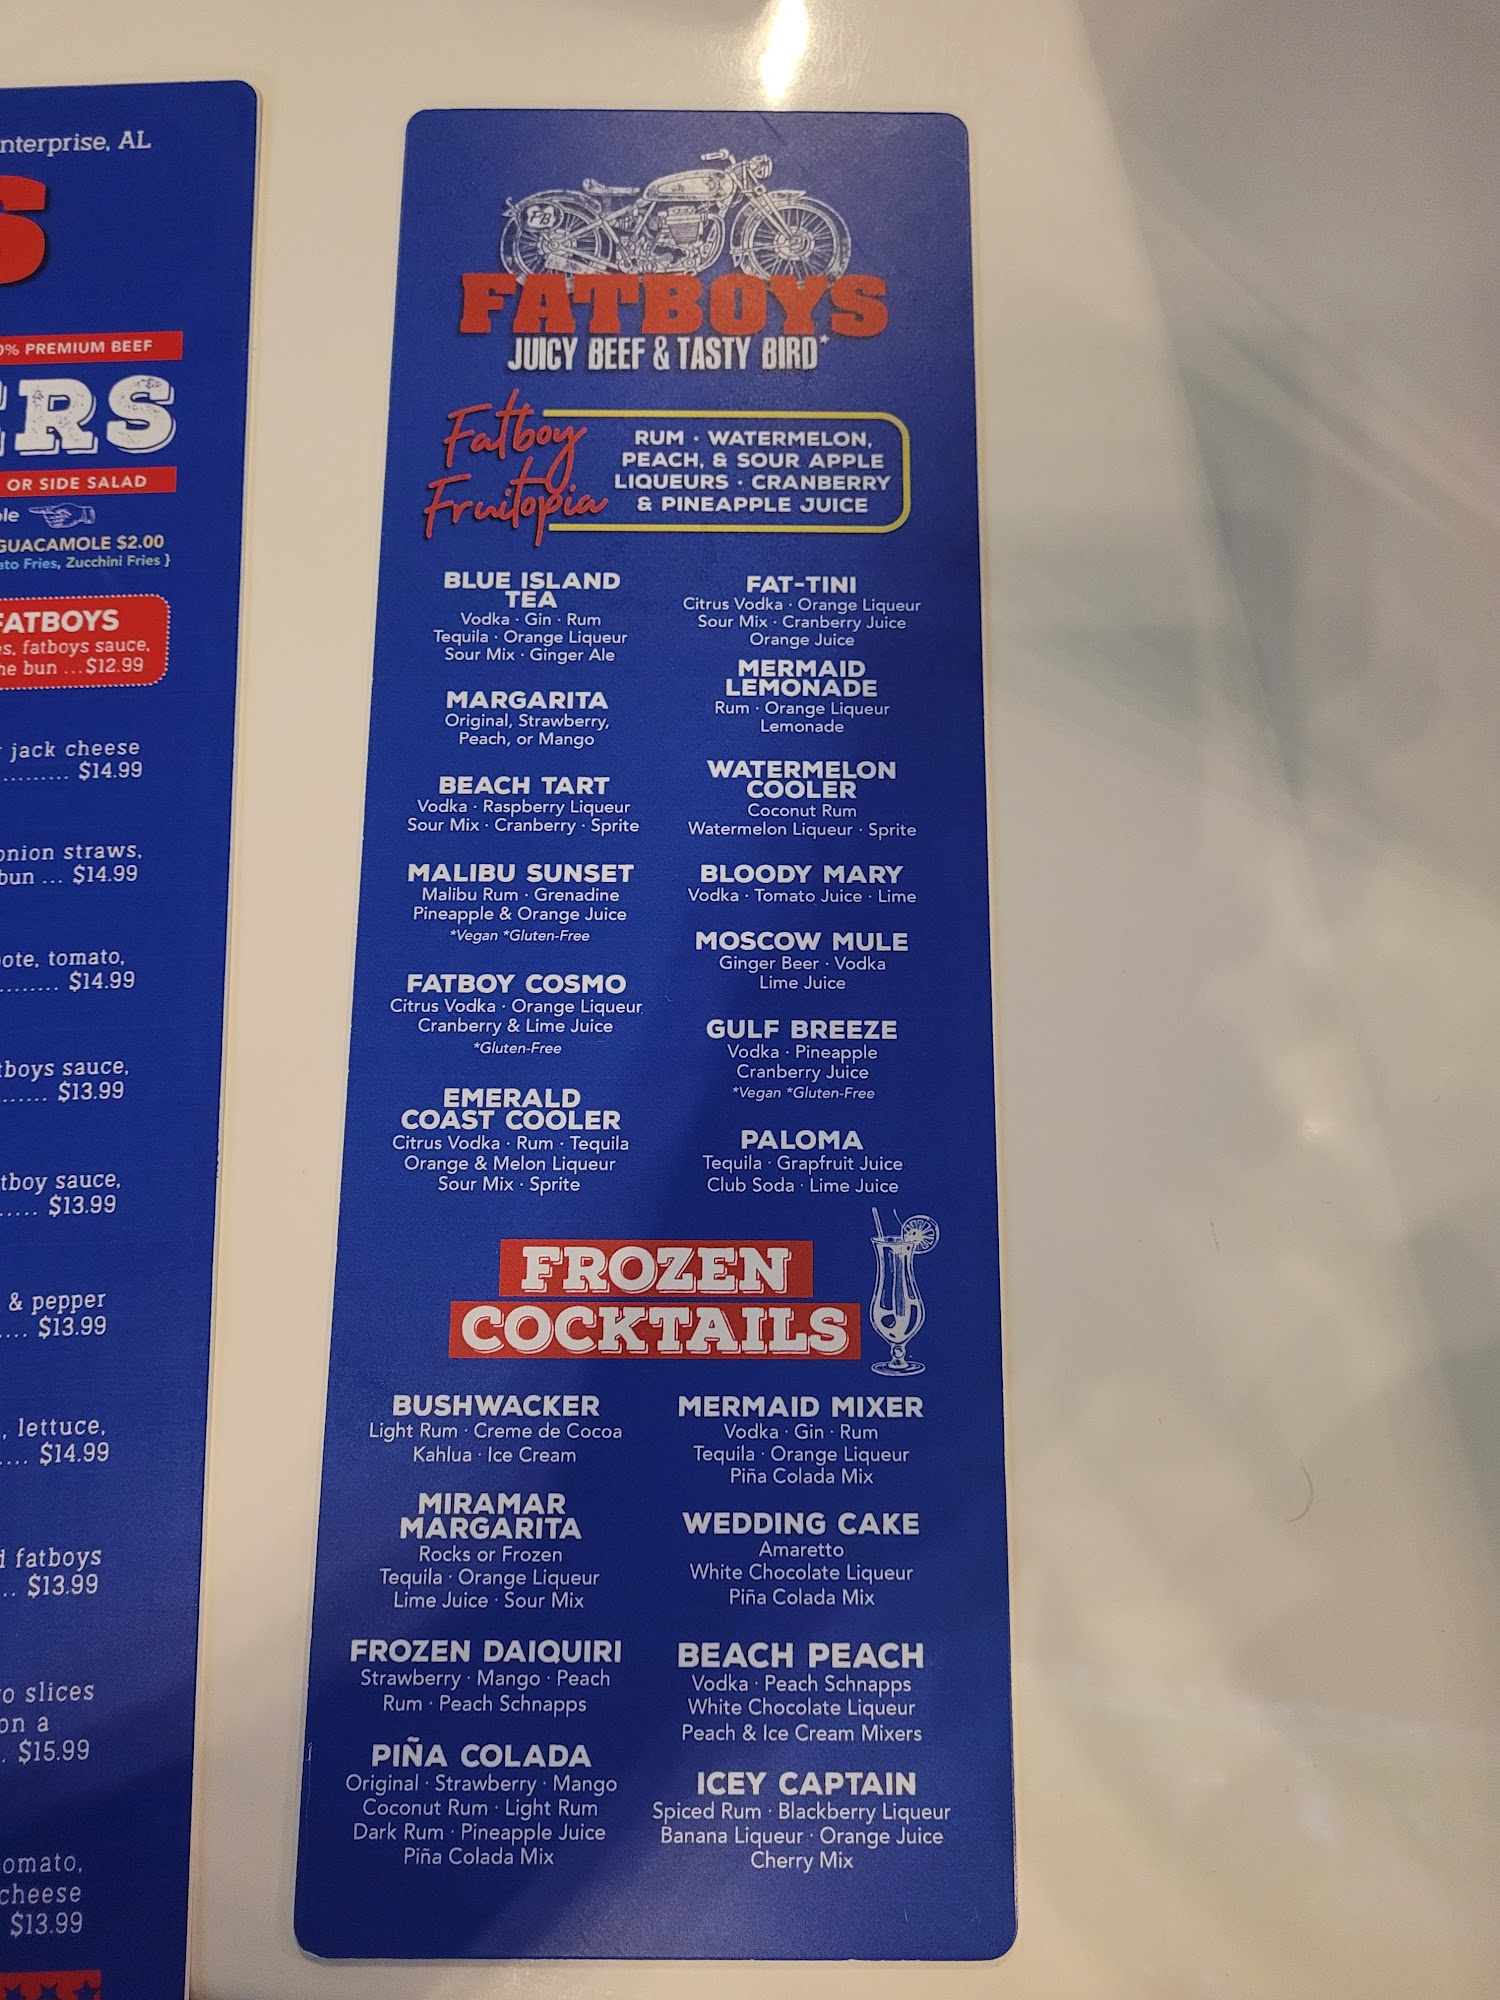 nterprise, AL
S
0% PREMIUM BEEF
ERS
OR SIDE SALAD
GUACAMOLE $2.00
Fries, Zucchini Fries }
FATBOYS
fatboys sauce,
bun ...$12.99
jack cheese
.......... $14.99
onion straws,
bun ... $14.99
tomato,
......... $14.99
sauce,
....... $13.99
sauce,
..... $13.99
& pepper
.... $13.99
, lettuce,
.... $14.99
fatboys
.. $13.99
slices
on a
. $15.99
cheese
$13.99
FB
FATBOYS
JUICY BEEF & TASTY BIRD*
Fatboy
Fruitopia
RUM · WATERMELON,
PEACH, & SOUR APPLE
LIQUEURS · CRANBERRY
& PINEAPPLE JUICE
BLUE ISLAND
TEA
Vodka · Gin · Rum
Tequila · Orange Liqueur
Sour Mix · Ginger Ale
MARGARITA
Original, Strawberry,
Peach, or Mango
BEACH TART
Vodka · Raspberry Liqueur
Sour Mix · Cranberry · Sprite
MALIBU SUNSET
Malibu Rum · Grenadine
Pineapple & Orange Juice
*Vegan *Gluten-Free
FATBOY COSMO
Citrus Vodka · Orange Liqueur
Cranberry & Lime Juice
*Gluten-Free
EMERALD
COAST COOLER
Citrus Vodka · Rum · Tequila
Orange & Melon Liqueur
Sour Mix · Sprite
FAT-TINI
Citrus Vodka · Orange Liqueur
Sour Mix · Cranberry Juice
Orange Juice
MERMAID
LEMONADE
Rum · Orange Liqueur
Lemonade
WATERMELON
COOLER
Coconut Rum
Watermelon Liqueur · Sprite
BLOODY MARY
Vodka · Tomato Juice · Lime
MOSCOW MULE
Ginger Beer · Vodka
Lime Juice
GULF BREEZE
Vodka · Pineapple
Cranberry Juice
*Vegan *Gluten-Free
PALOMA
Tequila · Grapfruit Juice
Club Soda · Lime Juice
FROZEN
COCKTAILS
BUSHWACKER
Light Rum · Creme de Cocoa
Kahlua · Ice Cream
MIRAMAR
MARGARITA
Rocks or Frozen
Tequila · Orange Liqueur
Lime Juice · Sour Mix
FROZEN DAIQUIRI
Strawberry · Mango · Peach
Rum · Peach Schnapps
PIÑA COLADA
Original · Strawberry · Mango
Coconut Rum · Light Rum
Dark Rum · Pineapple Juice
Piña Colada Mix
MERMAID MIXER
Vodka · Gin · Rum
Tequila · Orange Liqueur
Piña Colada Mix
WEDDING CAKE
Amaretto
White Chocolate Liqueur
Piña Colada Mix
BEACH PEACH
Vodka · Peach Schnapps
White Chocolate Liqueur
Peach & Ice Cream Mixers
ICEY CAPTAIN
Spiced Rum · Blackberry Liqueur
Banana Liqueur · Orange Juice
Cherry Mix